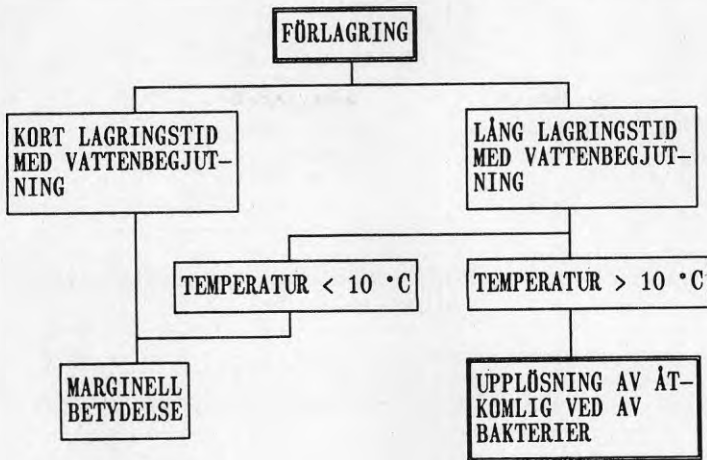 FÖRLAGRING
KORT LAGRINGSTID
MED VATTENBEGJUT-
NING
LÅNG LAGRINGSTID
MED VATTENBEGJUT-
NING
TEMPERATUR < 10 °C
TEMPERATUR > 10 °C
MARGINELL
BETYDELSE
UPPLÖSNING AV ÅT-
KOMLIG VED AV
BAKTERIER